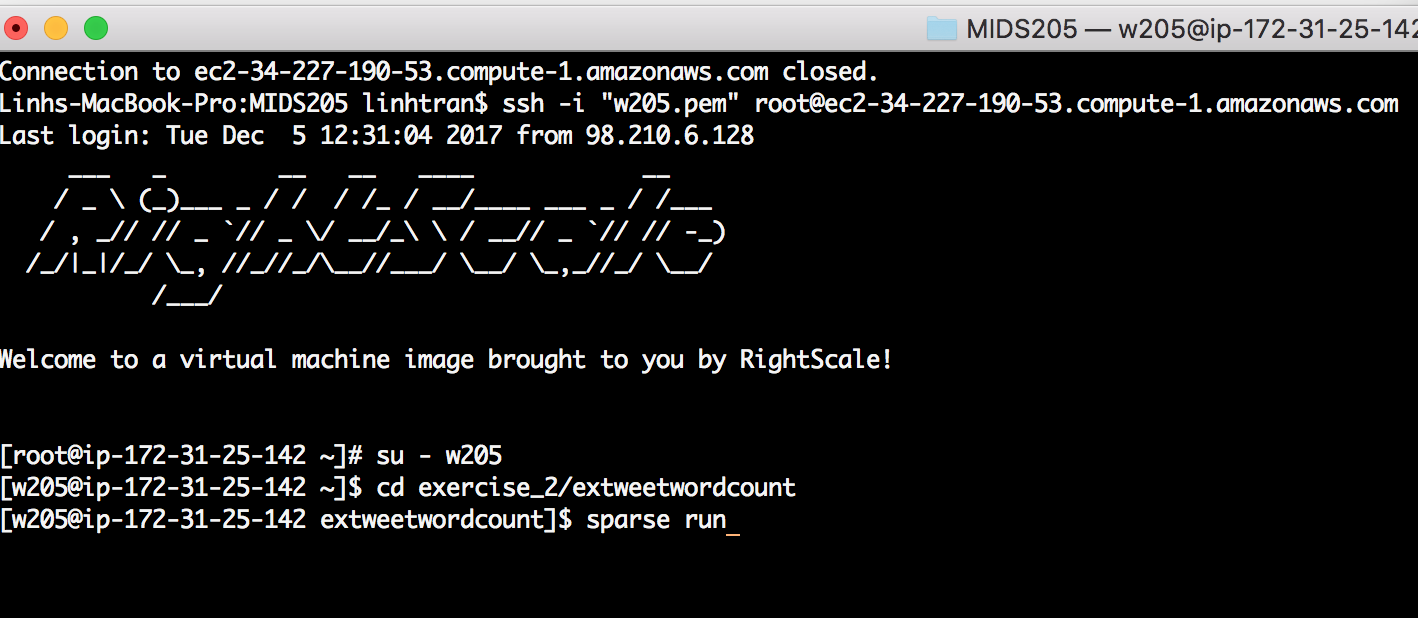 MIDS205 — w205@ip-172-31-25-142
Connection to ec2-34-227-190-53.compute-1.amazonaws.com closed.
Linhs-MacBook-Pro:MIDS205 linhtran$ ssh -i "w205.pem" root@ec2-34-227-190-53.compute-1.amazonaws.com
Last login: Tue Dec  5 12:31:04 2017 from 98.210.6.128
RightScale
Welcome to a virtual machine image brought to you by RightScale!
[root@ip-172-31-25-142 ~]# su - w205
[w205@ip-172-31-25-142 ~]$ cd exercise_2/extweetwordcount
[w205@ip-172-31-25-142 extweetwordcount]$ sparse run